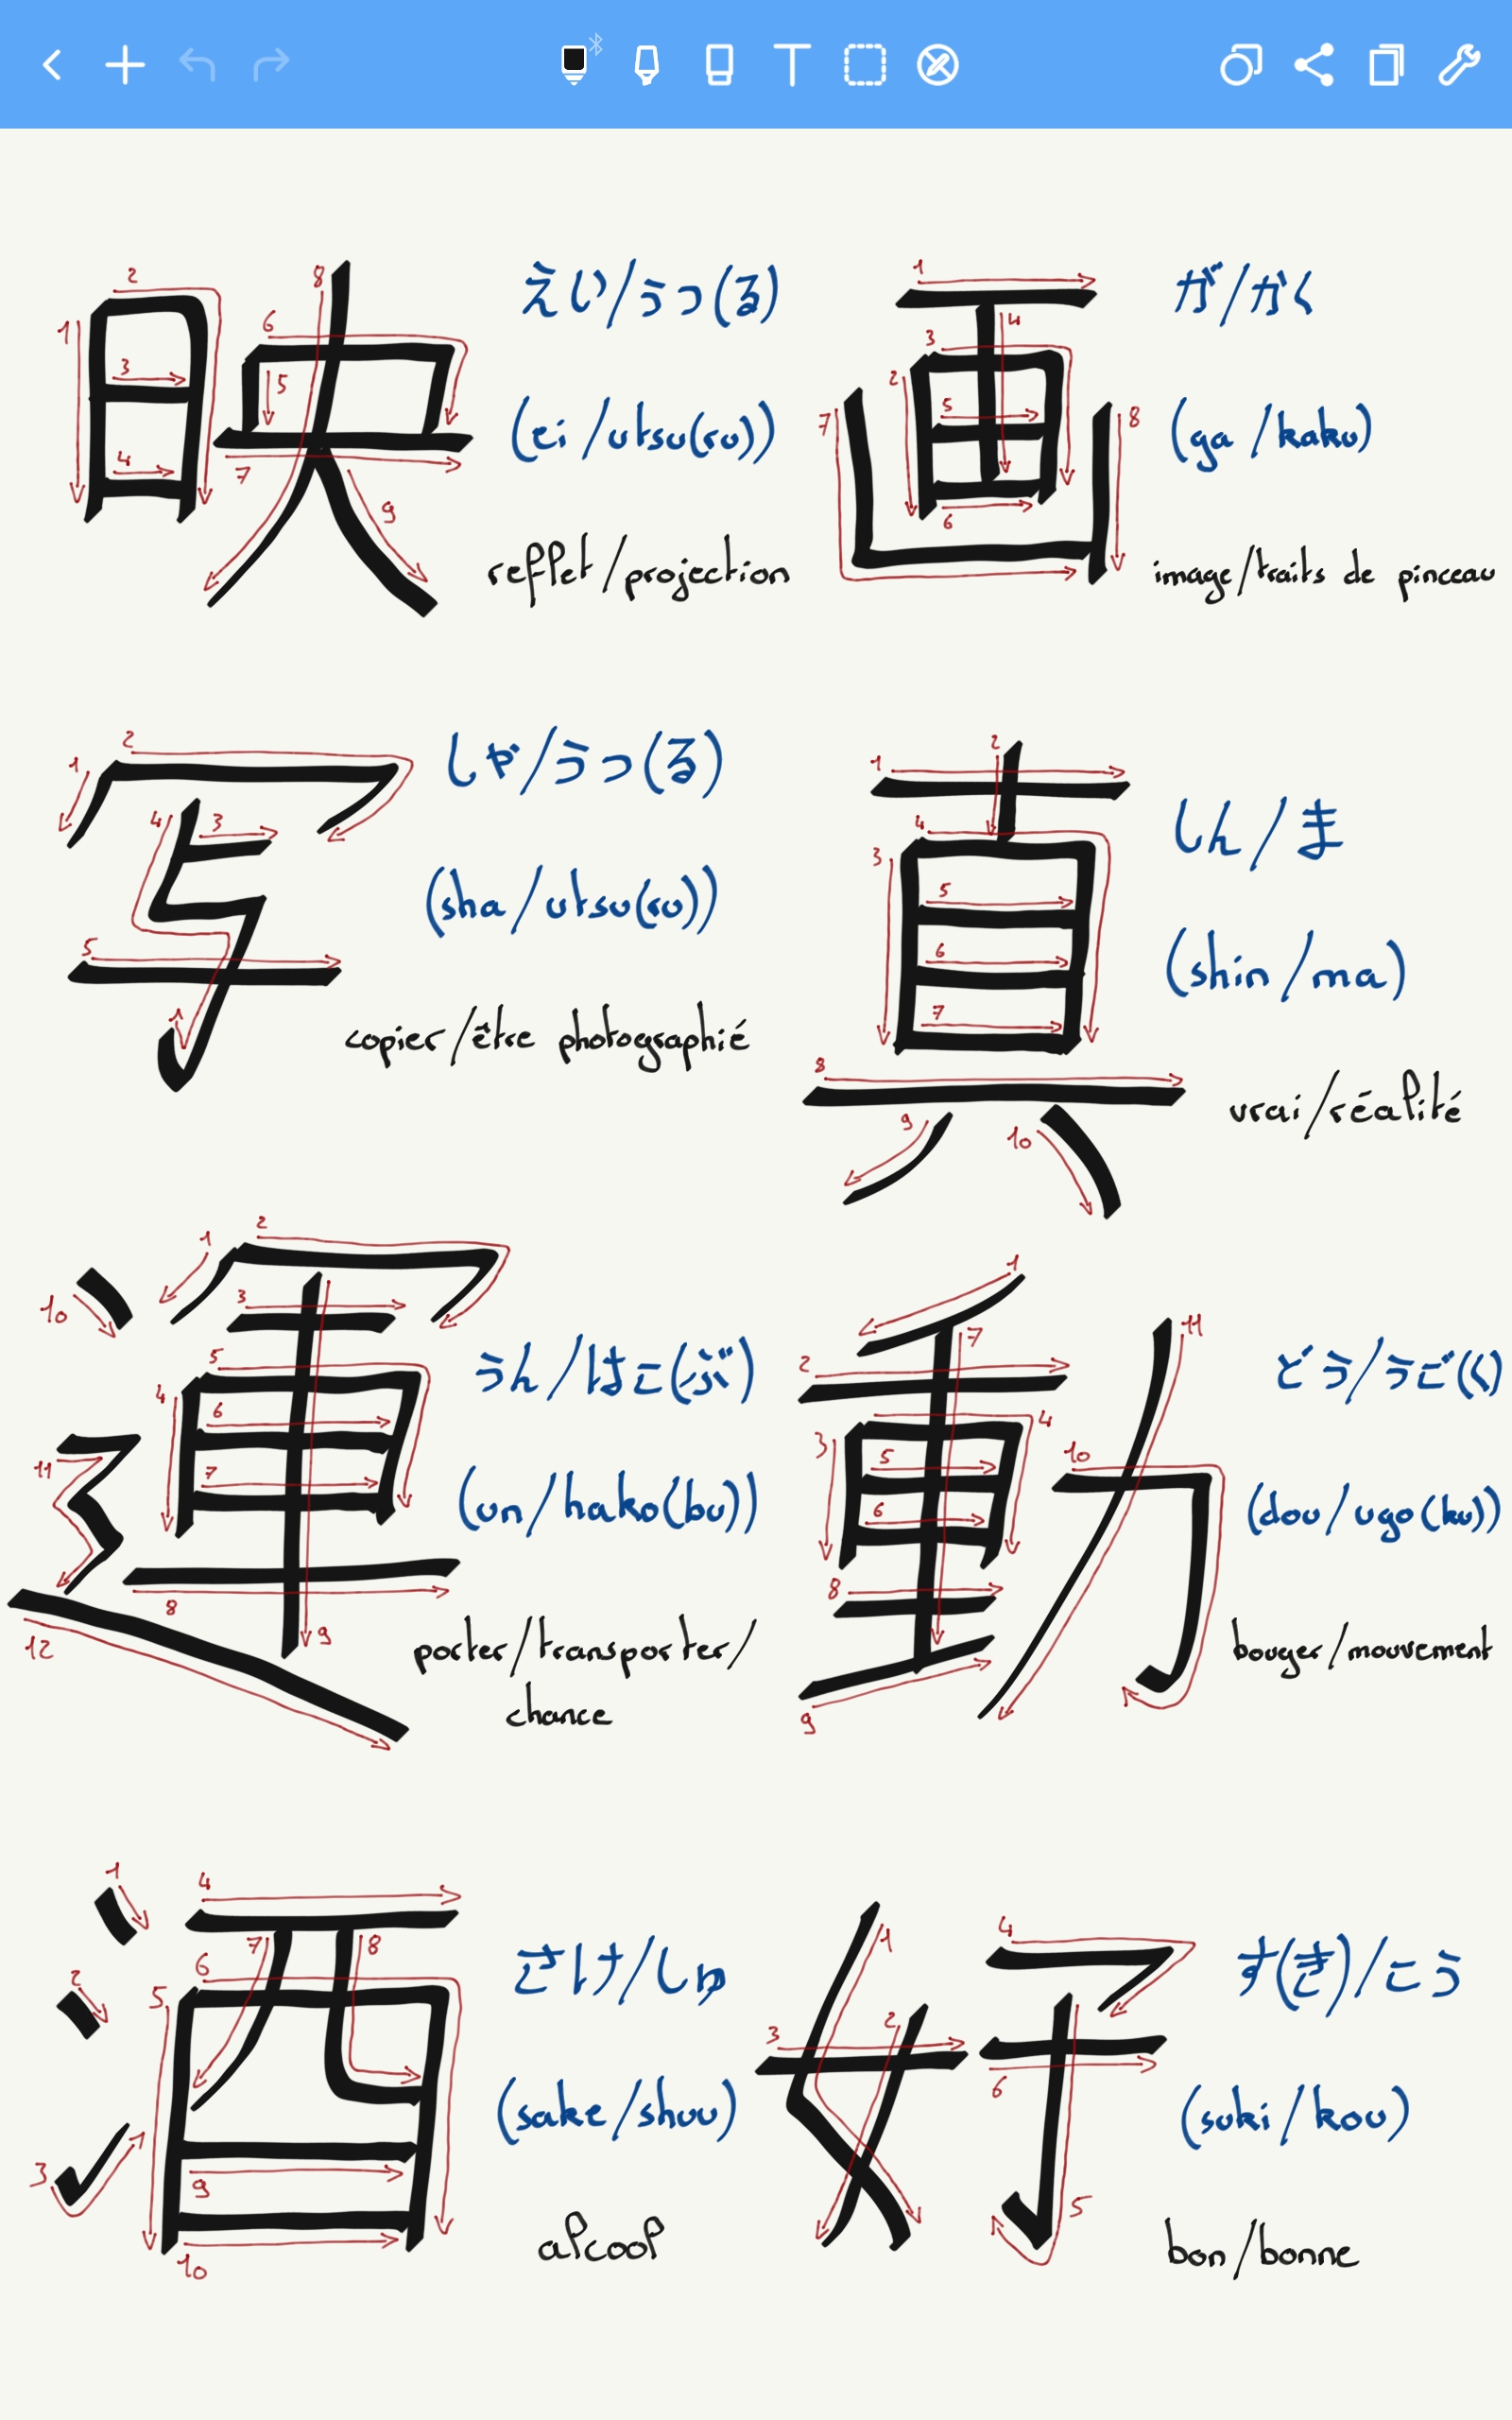 映
えい/うつ(る)
(ei/utsu(ru))
reflet/projection
画
が/かく
(ga/kaku)
image/traits de pinceau
写
しゃ/うつ(る)
(sha/utsu(ru))
copier/être photographié
真
しん/ま
(shin/ma)
vrai/réalité
運
うん/はこ(ぶ)
(un/hako(bu))
porter/transporter/
chance
動
どう/うご(く)
(dou/ugo(ku))
bouger/mouvement
酒
さけ/しゅ
(sake/shuu)
alcool
好
す(き)/こう
(suki/kou)
bon/bonne